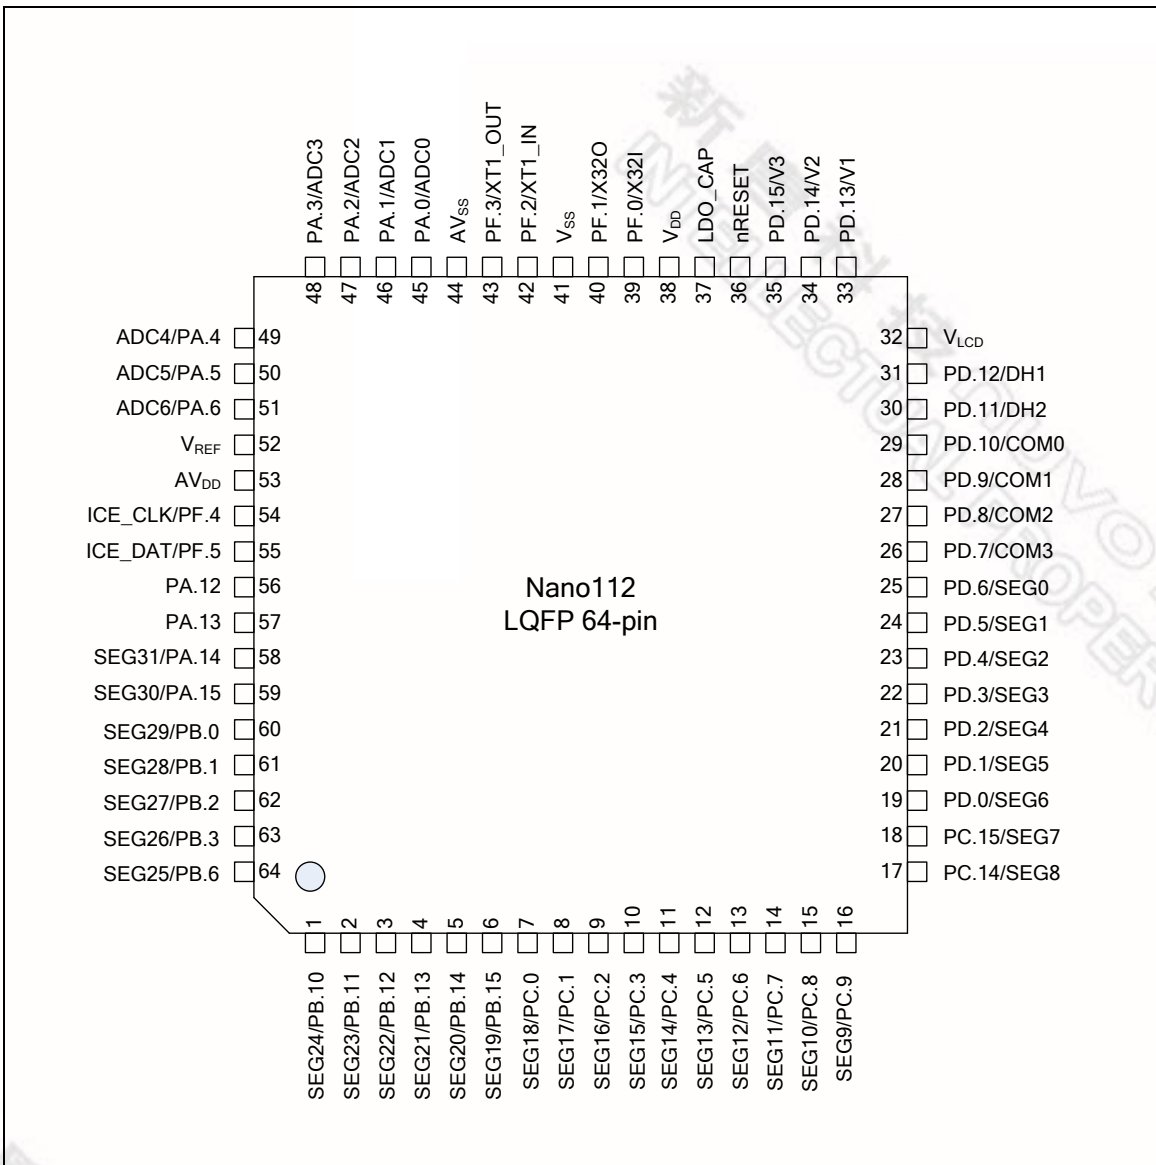 PA.3/ADC3
PA.2/ADC2
PA.1/ADC1
PA.0/ADC0
AVSS
PF.3/XT1_OUT
PF.2/XT1_IN
VSS
PF.1/X32O
PF.0/X32I
VDD
LDO_CAP
nRESET
PD.15/V3
PD.14/V2
PD.13/V1
48
47
46
45
44
43
42
41
40
39
38
37
36
35
34
33
ADC4/PA.4 49
ADC5/PA.5 50
ADC6/PA.6 51
VREF 52
AVDD 53
ICE_CLK/PF.4 54
ICE_DAT/PF.5 55
PA.12 56
PA.13 57
SEG31/PA.14 58
SEG30/PA.15 59
SEG29/PB.0 60
SEG28/PB.1 61
SEG27/PB.2 62
SEG26/PB.3 63
SEG25/PB.6 64
Nano112
LQFP 64-pin
32 VLCD
31 PD.12/DH1
30 PD.11/DH2
29 PD.10/COM0
28 PD.9/COM1
27 PD.8/COM2
26 PD.7/COM3
25 PD.6/SEG0
24 PD.5/SEG1
23 PD.4/SEG2
22 PD.3/SEG3
21 PD.2/SEG4
20 PD.1/SEG5
19 PD.0/SEG6
18 PC.15/SEG7
17 PC.14/SEG8
1
2
3
4
5
6
7
8
9
10
11
12
13
14
15
16
SEG24/PB.10
SEG23/PB.11
SEG22/PB.12
SEG21/PB.13
SEG20/PB.14
SEG19/PB.15
SEG18/PC.0
SEG17/PC.1
SEG16/PC.2
SEG15/PC.3
SEG14/PC.4
SEG13/PC.5
SEG12/PC.6
SEG11/PC.7
SEG10/PC.8
SEG9/PC.9
INTELLECTUAL